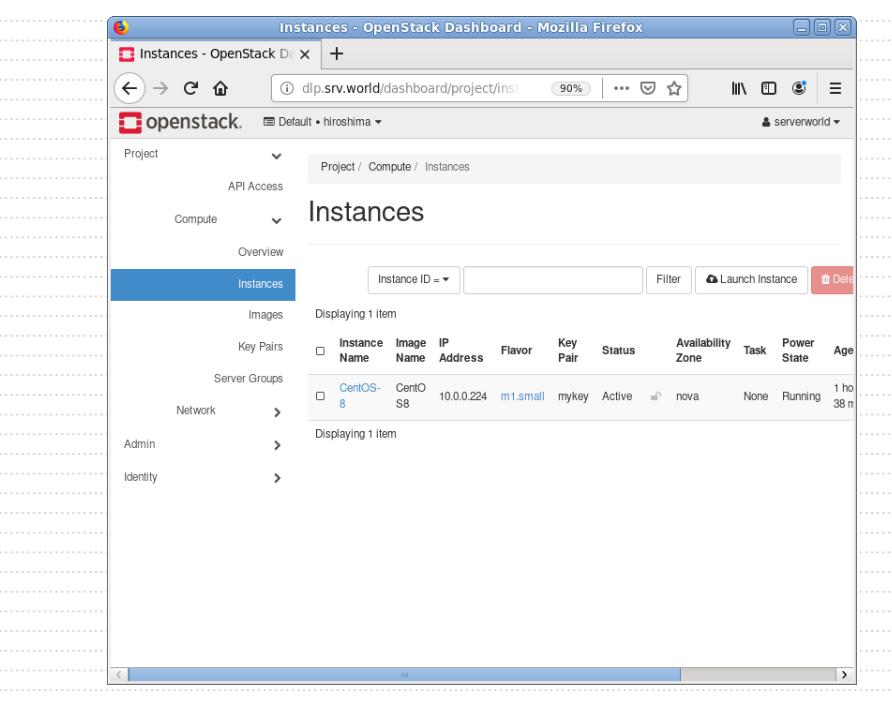 Instances - OpenStack Dashboard - Mozilla Firefox
Instances - OpenStack Da
dlp.srv.world/dashboard/project/inst
90%
openstack.
Default • hiroshima
serverworld
Project
API Access
Compute
Overview
Instances
Images
Key Pairs
Server Groups
Network
Admin
Identity
Project / Compute / Instances
Instances
Instance ID =
Filter
Launch Instance
Dele
Displaying 1 item
Instance Name
Image Name
IP Address
Flavor
Key Pair
Status
Availability Zone
Task
Power State
Age
CentOS-8
CentOS8
10.0.0.224
m1.small
mykey
Active
nova
None
Running
1 ho
38 m
Displaying 1 item